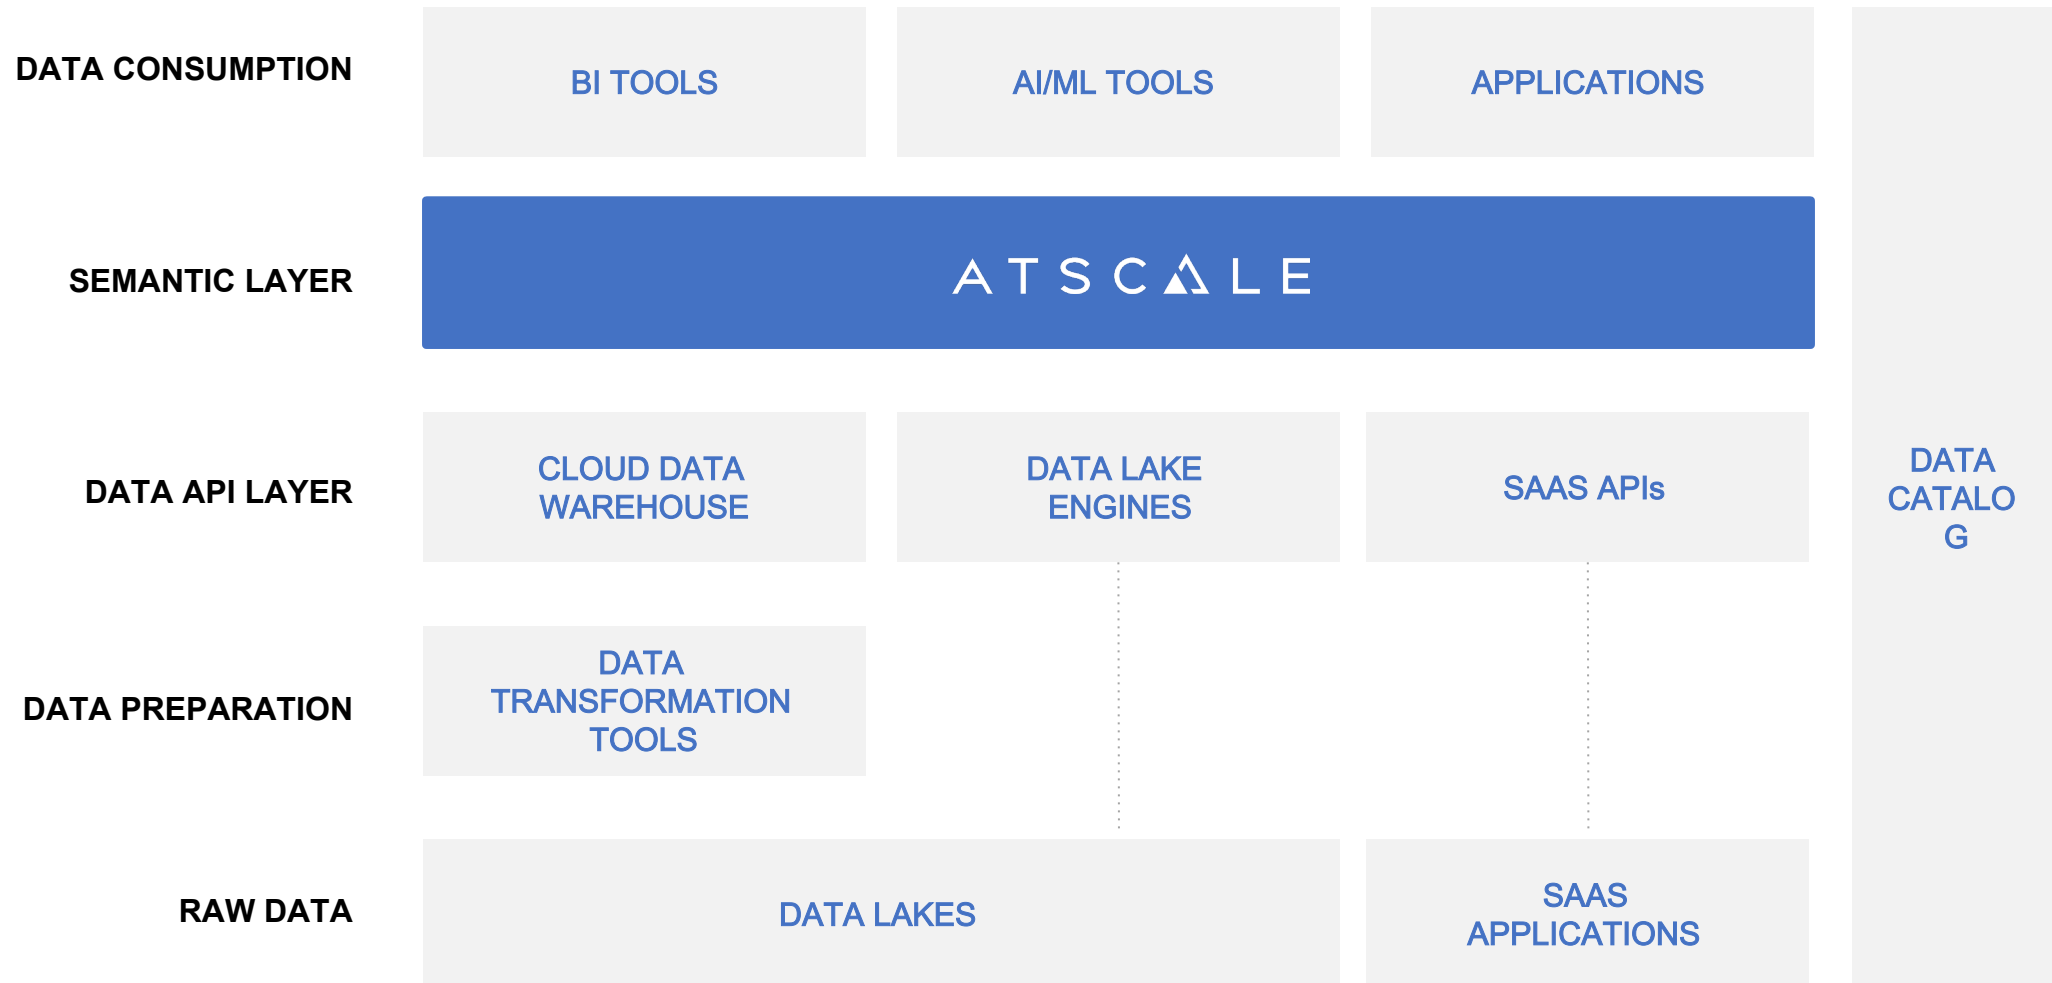 DATA CONSUMPTION
BI TOOLS
AI/ML TOOLS
APPLICATIONS
SEMANTIC LAYER
ATSCALE
DATA API LAYER
CLOUD DATA
WAREHOUSE
DATA LAKE
ENGINES
SAAS APIs
DATA
CATALO
G
DATA PREPARATION
DATA
TRANSFORMATION
TOOLS
RAW DATA
DATA LAKES
SAAS
APPLICATIONS